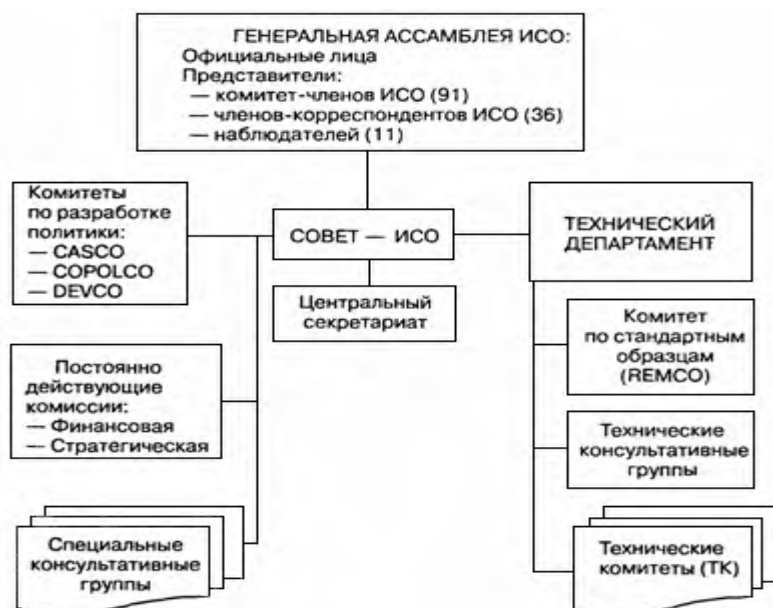 ГЕНЕРАЛЬНАЯ АССАМБЛЕЯ ИСО:
Официальные лица
Представители:
— комитет-членов ИСО (91)
— членов-корреспондентов ИСО (36)
— наблюдателей (11)
Комитеты
по разработке
политики:
— CASCO
— COPOLCO
— DEVCO
СОВЕТ — ИСО
ТЕХНИЧЕСКИЙ
ДЕПАРТАМЕНТ
Центральный
секретариат
Комитет
по стандартным
образцам
(REMCO)
Постоянно
действующие
комиссии:
— Финансовая
— Стратегическая
Технические
консультативные
группы
Специальные
консультативные
группы
Технические
комитеты (ТК)